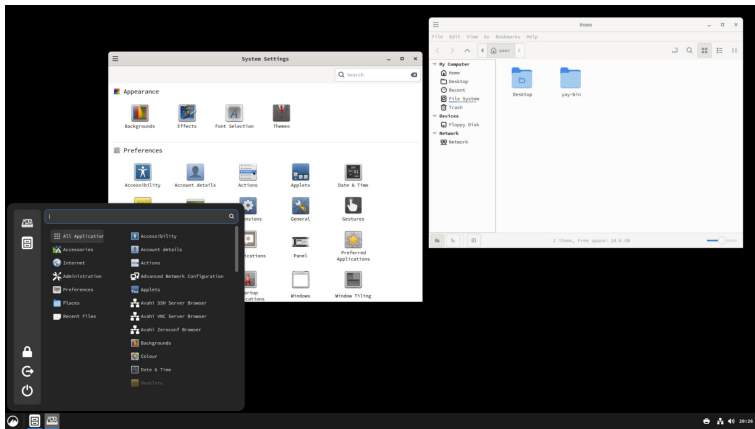 Home
File Edit View Go Bookmarks Help
user
My Computer
Home
Desktop
Recent
File System
Trash
Devices
Floppy Disk
Network
Network
Desktop
yay-bin
2 items, Free space: 14.6 GB
System Settings
Search
Appearance
Backgrounds
Effects
Font Selection
Themes
Preferences
Accessibility
Account details
Actions
Applets
Date & Time
General
Gestures
Panel
Preferred
Applications
Windows
Window Tiling
All Application
Accessories
Internet
Administration
Preferences
Places
Recent Files
Accessibility
Account details
Actions
Advanced Network Configuration
Applets
Avahi SSH Server Browser
Avahi VNC Server Browser
Avahi Zeroconf Browser
Backgrounds
Colour
Date & Time
Desklets
20:26